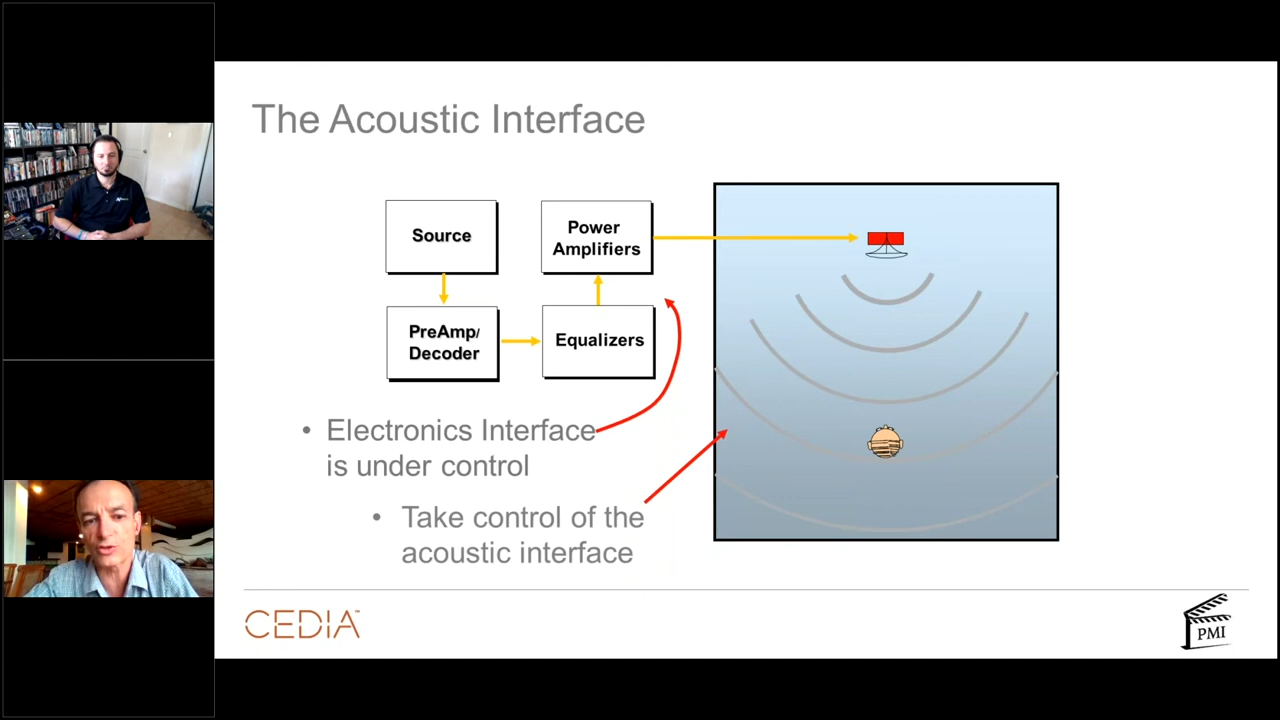 The Acoustic Interface
Source
Power
Amplifiers
PreAmp/
Decoder
Equalizers
• Electronics Interface
is under control
• Take control of the
acoustic interface
CEDIA™
PMI